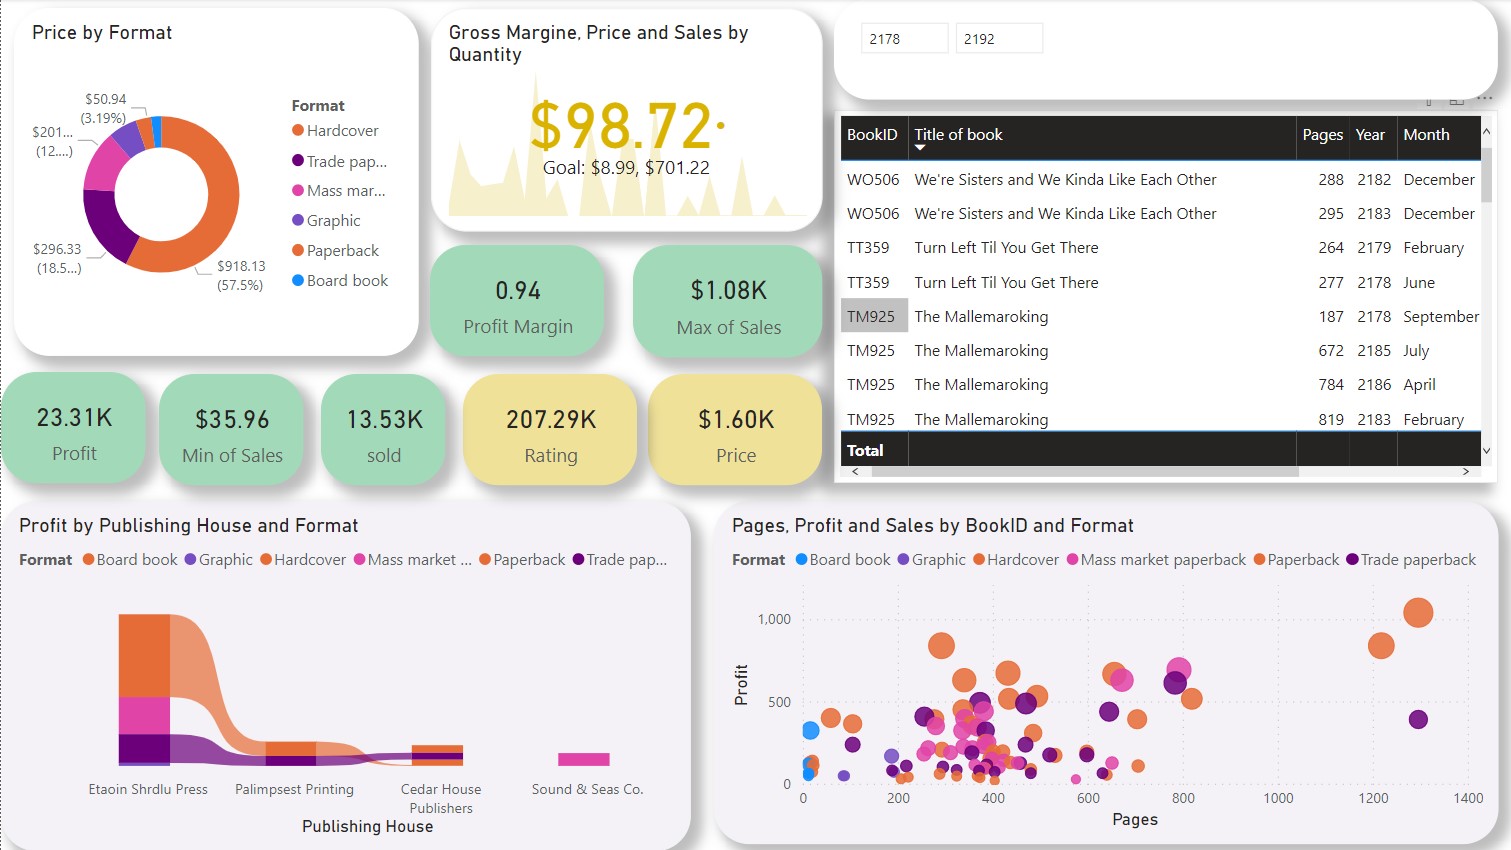 Price by Format
$50.94
(3.19%)
$201...
(12....)
$296.33
(18.5...)
$918.13
(57.5%)
Format
Hardcover
Trade pap...
Mass mar...
Graphic
Paperback
Board book
Gross Margine, Price and Sales by
Quantity
$98.72
Goal: $8.99, $701.22
2178 2192
0.94
Profit Margin
$1.08K
Max of Sales
23.31K
Profit
$35.96
Min of Sales
13.53K
sold
207.29K
Rating
$1.60K
Price
BookID Title of book Pages Year Month
WO506 We're Sisters and We Kinda Like Each Other 288 2182 December
WO506 We're Sisters and We Kinda Like Each Other 295 2183 December
TT359 Turn Left Til You Get There 264 2179 February
TT359 Turn Left Til You Get There 277 2178 June
TM925 The Mallemaroking 187 2178 September
TM925 The Mallemaroking 672 2185 July
TM925 The Mallemaroking 784 2186 April
TM925 The Mallemaroking 819 2183 February
Total
Profit by Publishing House and Format
Format Board book Graphic Hardcover Mass market ... Paperback Trade pap...
Etaoin Shrdlu Press Palimpsest Printing Cedar House Sound & Seas Co.
Publishers
Publishing House
Pages, Profit and Sales by BookID and Format
Format Board book Graphic Hardcover Mass market paperback Paperback Trade paperback
1,000
500
0
Profit
0 200 400 600 800 1000 1200 1400
Pages